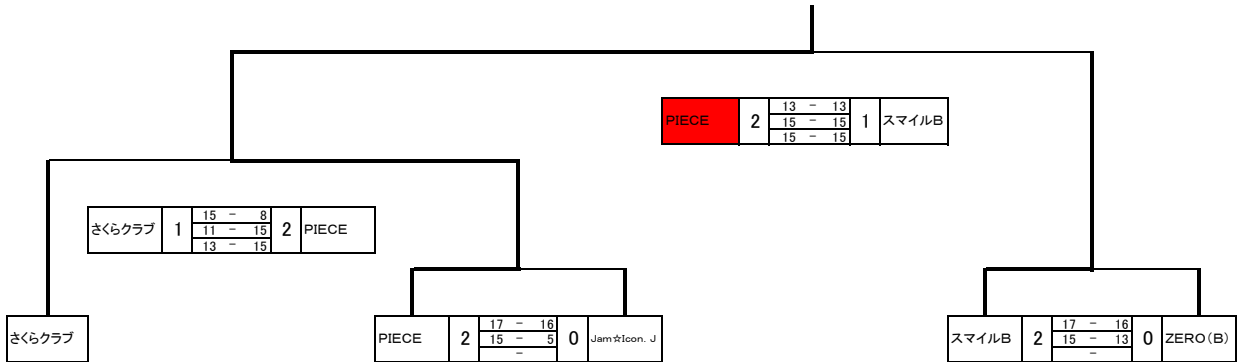 13 - 13
PIECE 2 15 - 15 1 スマイルB
15 - 15
15 - 8
さくらクラブ 1 11 - 15 2 PIECE
13 - 15
さくらクラブ
17 - 16
PIECE 2 15 - 5 0 Jam☆Icon. J
-
17 - 16
スマイルB 2 15 - 13 0 ZERO(B)
-